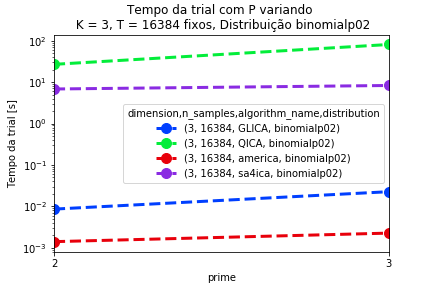 Tempo da trial com P variando
K = 3, T = 16384 fixos, Distribuição binomialp02
Tempo da trial [s]
10²
10¹
10⁰
10⁻¹
10⁻²
10⁻³
dimension,n_samples,algorithm_name,distribution
(3, 16384, GLICA, binomialp02)
(3, 16384, QICA, binomialp02)
(3, 16384, america, binomialp02)
(3, 16384, sa4ica, binomialp02)
2
3
prime